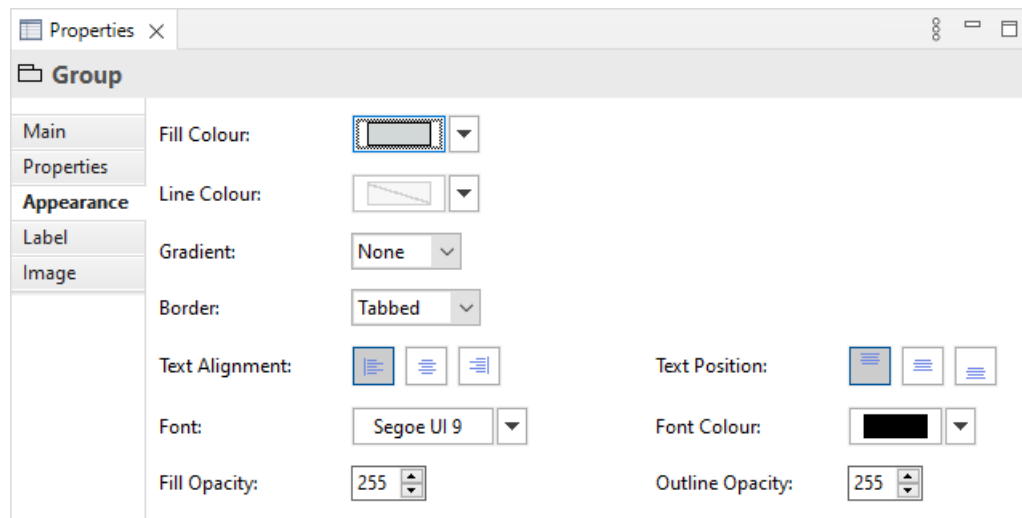 Properties
Group
Main
Properties
Appearance
Label
Image
Fill Colour:
Line Colour:
Gradient: None
Border: Tabbed
Text Alignment: Text Position:
Font: Segoe UI 9 Font Colour:
Fill Opacity: 255 Outline Opacity: 255